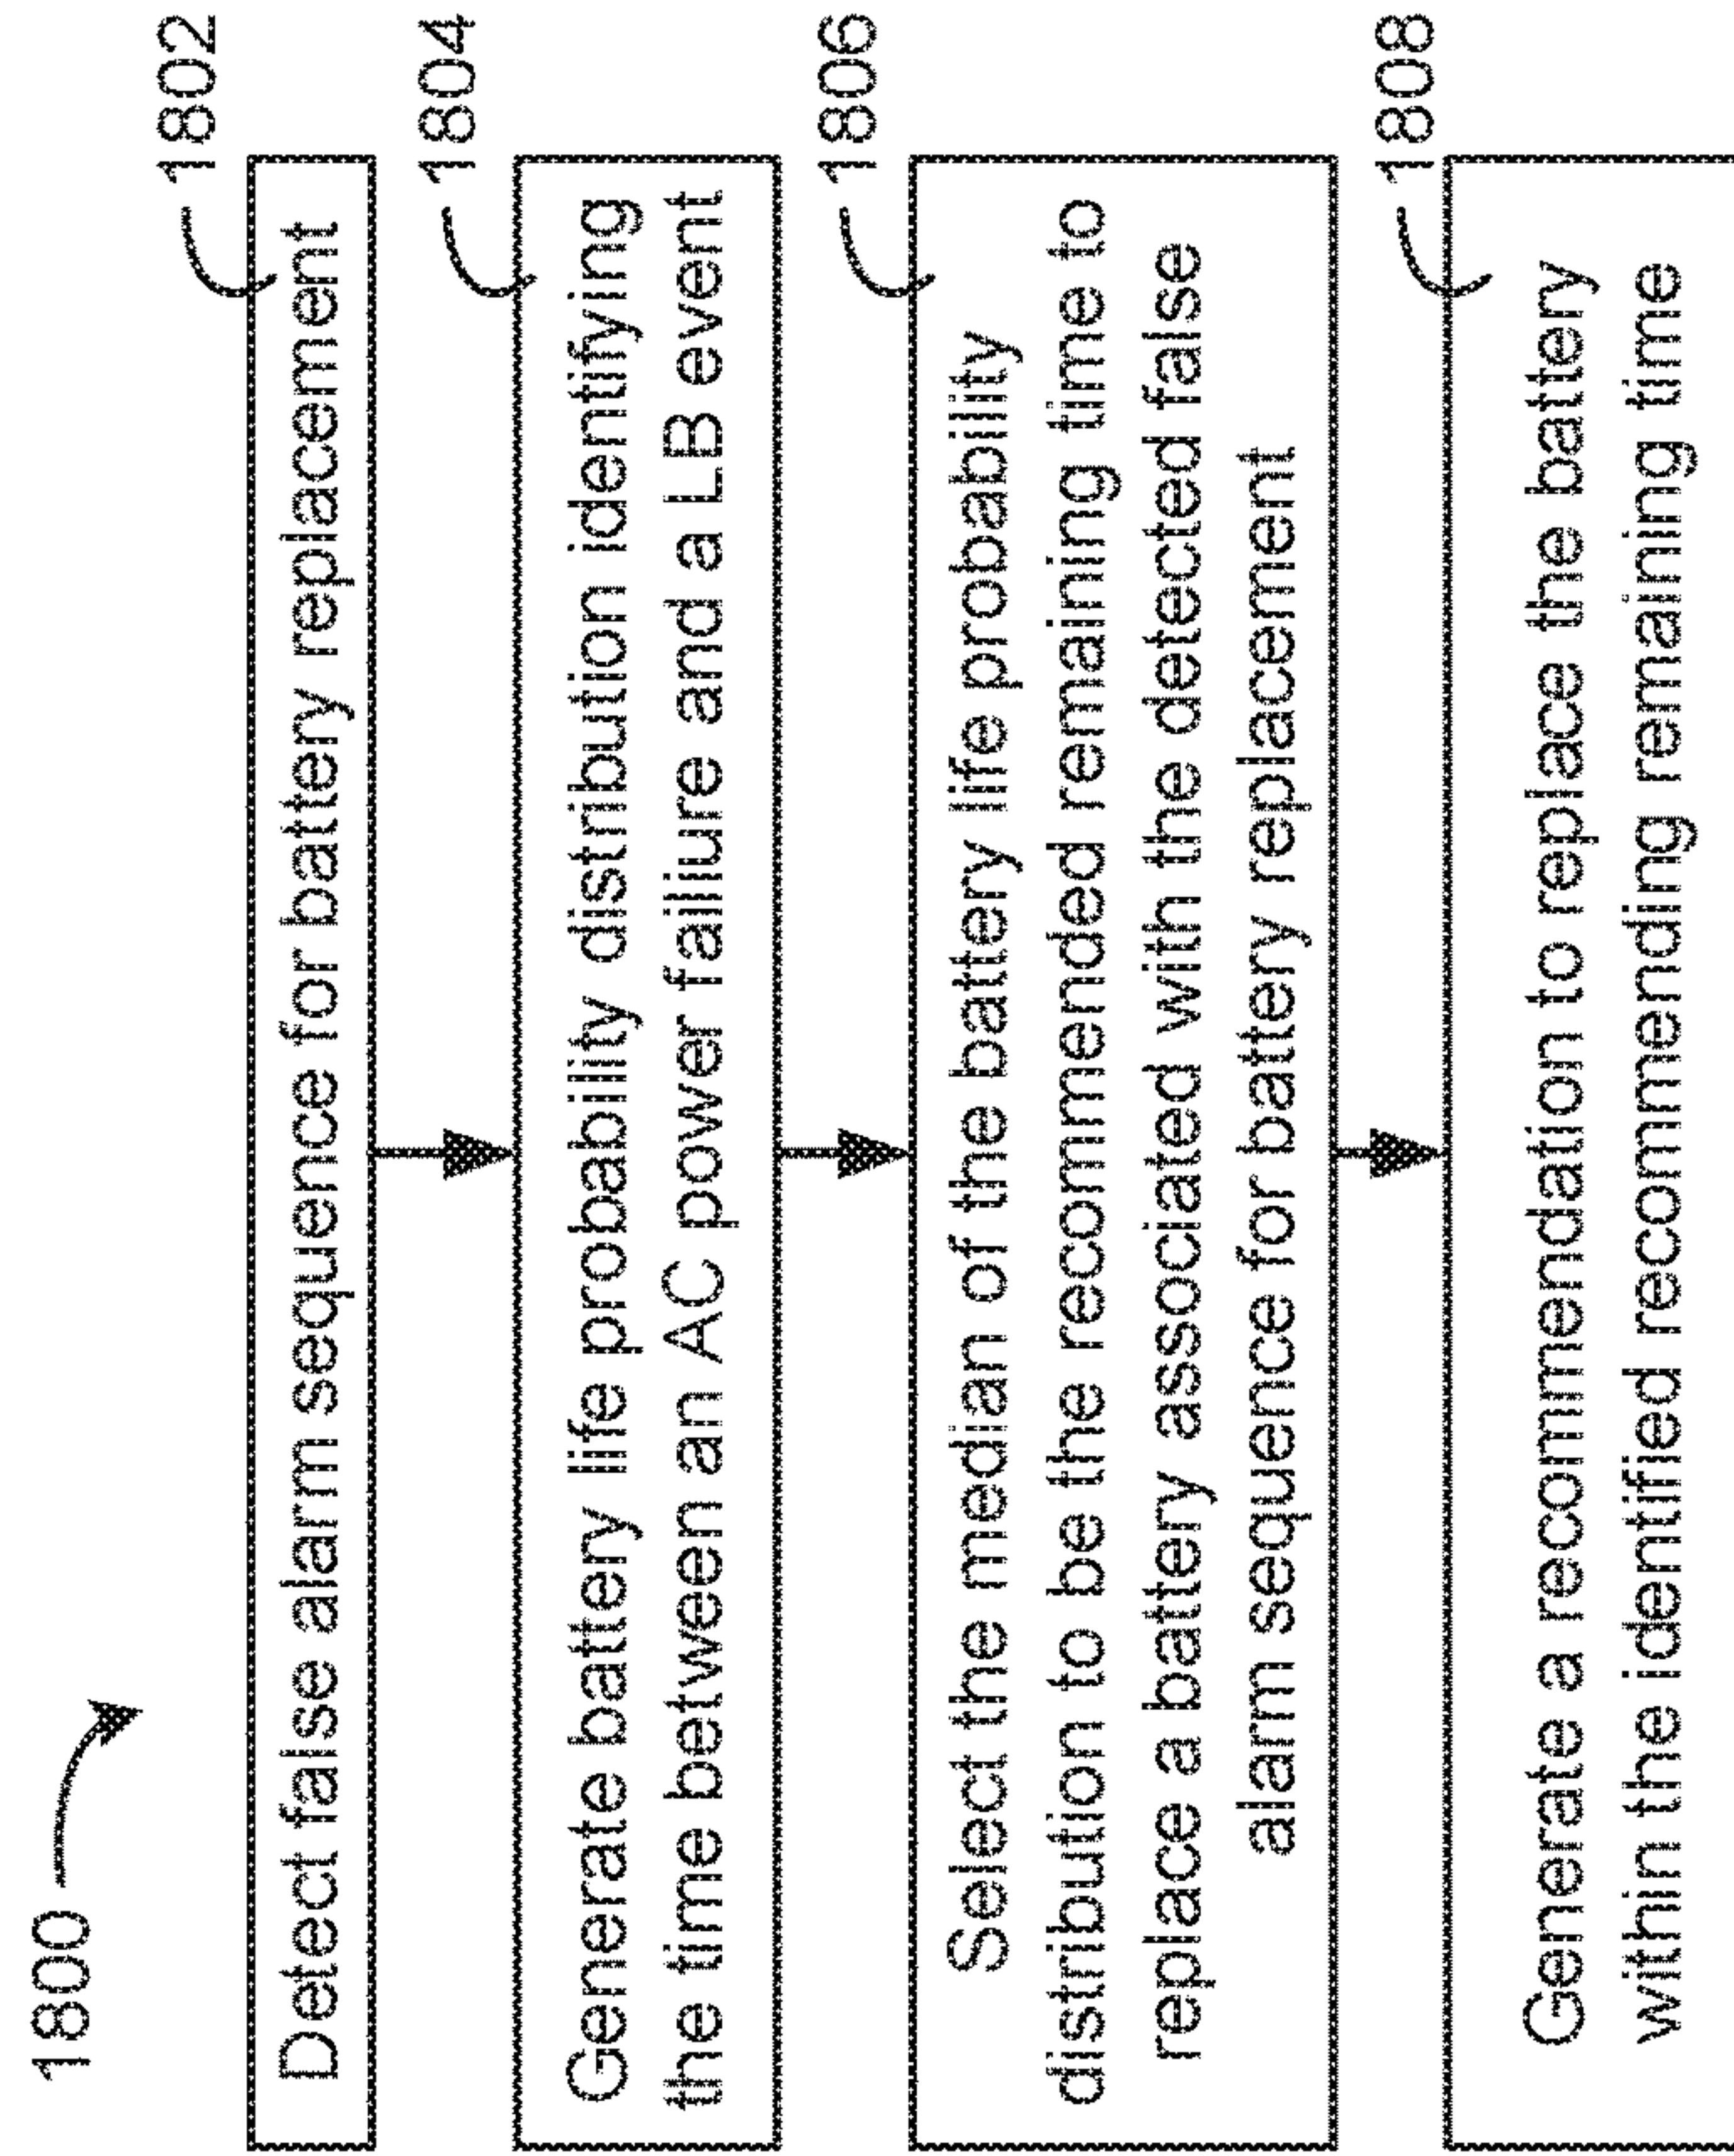 1800
1802
Detect false alarm sequence for battery replacement
1804
Generate battery life probability distribution identifying
the time between an AC power failure and a LB event
1806
Select the median of the battery life probability
distribution to be the recommended remaining time to
replace a battery associated with the detected false
alarm sequence for battery replacement
1808
Generate a recommendation to replace the battery
within the identified recommending remaining time